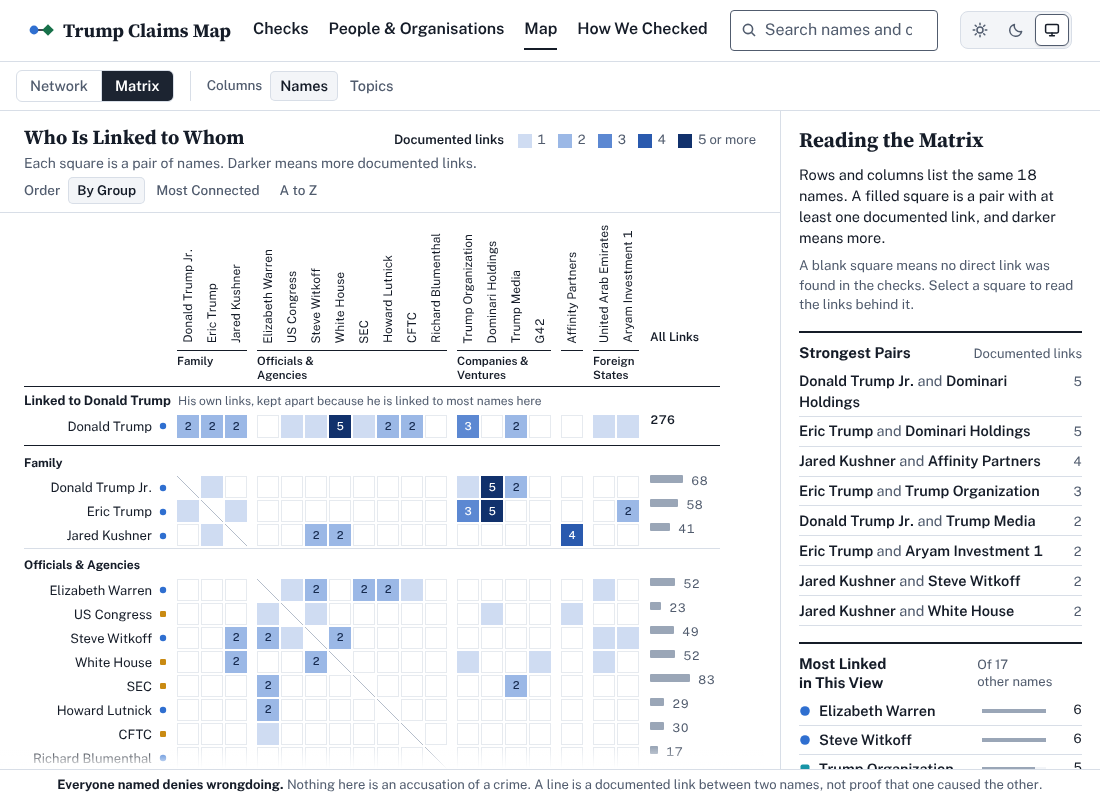 Trump Claims Map
Checks
People & Organisations
Map
How We Checked
Search names and c
Network
Matrix
Columns
Names
Topics
Who Is Linked to Whom
Documented links
1
2
3
4
5 or more
Each square is a pair of names. Darker means more documented links.
Order
By Group
Most Connected
A to Z
Donald Trump Jr.
Eric Trump
Jared Kushner
Elizabeth Warren
US Congress
Steve Witkoff
White House
SEC
Howard Lutnick
CFTC
Richard Blumenthal
Trump Organization
Dominari Holdings
Trump Media
G42
Affinity Partners
United Arab Emirates
Aryam Investment 1
All Links
Family
Officials &
Agencies
Companies &
Ventures
Foreign
States
Linked to Donald Trump His own links, kept apart because he is linked to most names here
Donald Trump 2 2 2 5 2 2 3 2 276
Family
Donald Trump Jr. 5 2 68
Eric Trump 3 5 2 58
Jared Kushner 2 2 4 41
Officials & Agencies
Elizabeth Warren 2 2 2 52
US Congress 23
Steve Witkoff 2 2 2 49
White House 2 2 52
SEC 2 2 83
Howard Lutnick 2 29
CFTC 30
Richard Blumenthal 17
Reading the Matrix
Rows and columns list the same 18
names. A filled square is a pair with at
least one documented link, and darker
means more.
A blank square means no direct link was
found in the checks. Select a square to read
the links behind it.
Strongest Pairs Documented links
Donald Trump Jr. and Dominari 5
Holdings
Eric Trump and Dominari Holdings 5
Jared Kushner and Affinity Partners 4
Eric Trump and Trump Organization 3
Donald Trump Jr. and Trump Media 2
Eric Trump and Aryam Investment 1 2
Jared Kushner and Steve Witkoff 2
Jared Kushner and White House 2
Most Linked
in This View
Of 17
other names
Elizabeth Warren 6
Steve Witkoff 6
Trump Organization 5
Everyone named denies wrongdoing. Nothing here is an accusation of a crime. A line is a documented link between two names, not proof that one caused the other.